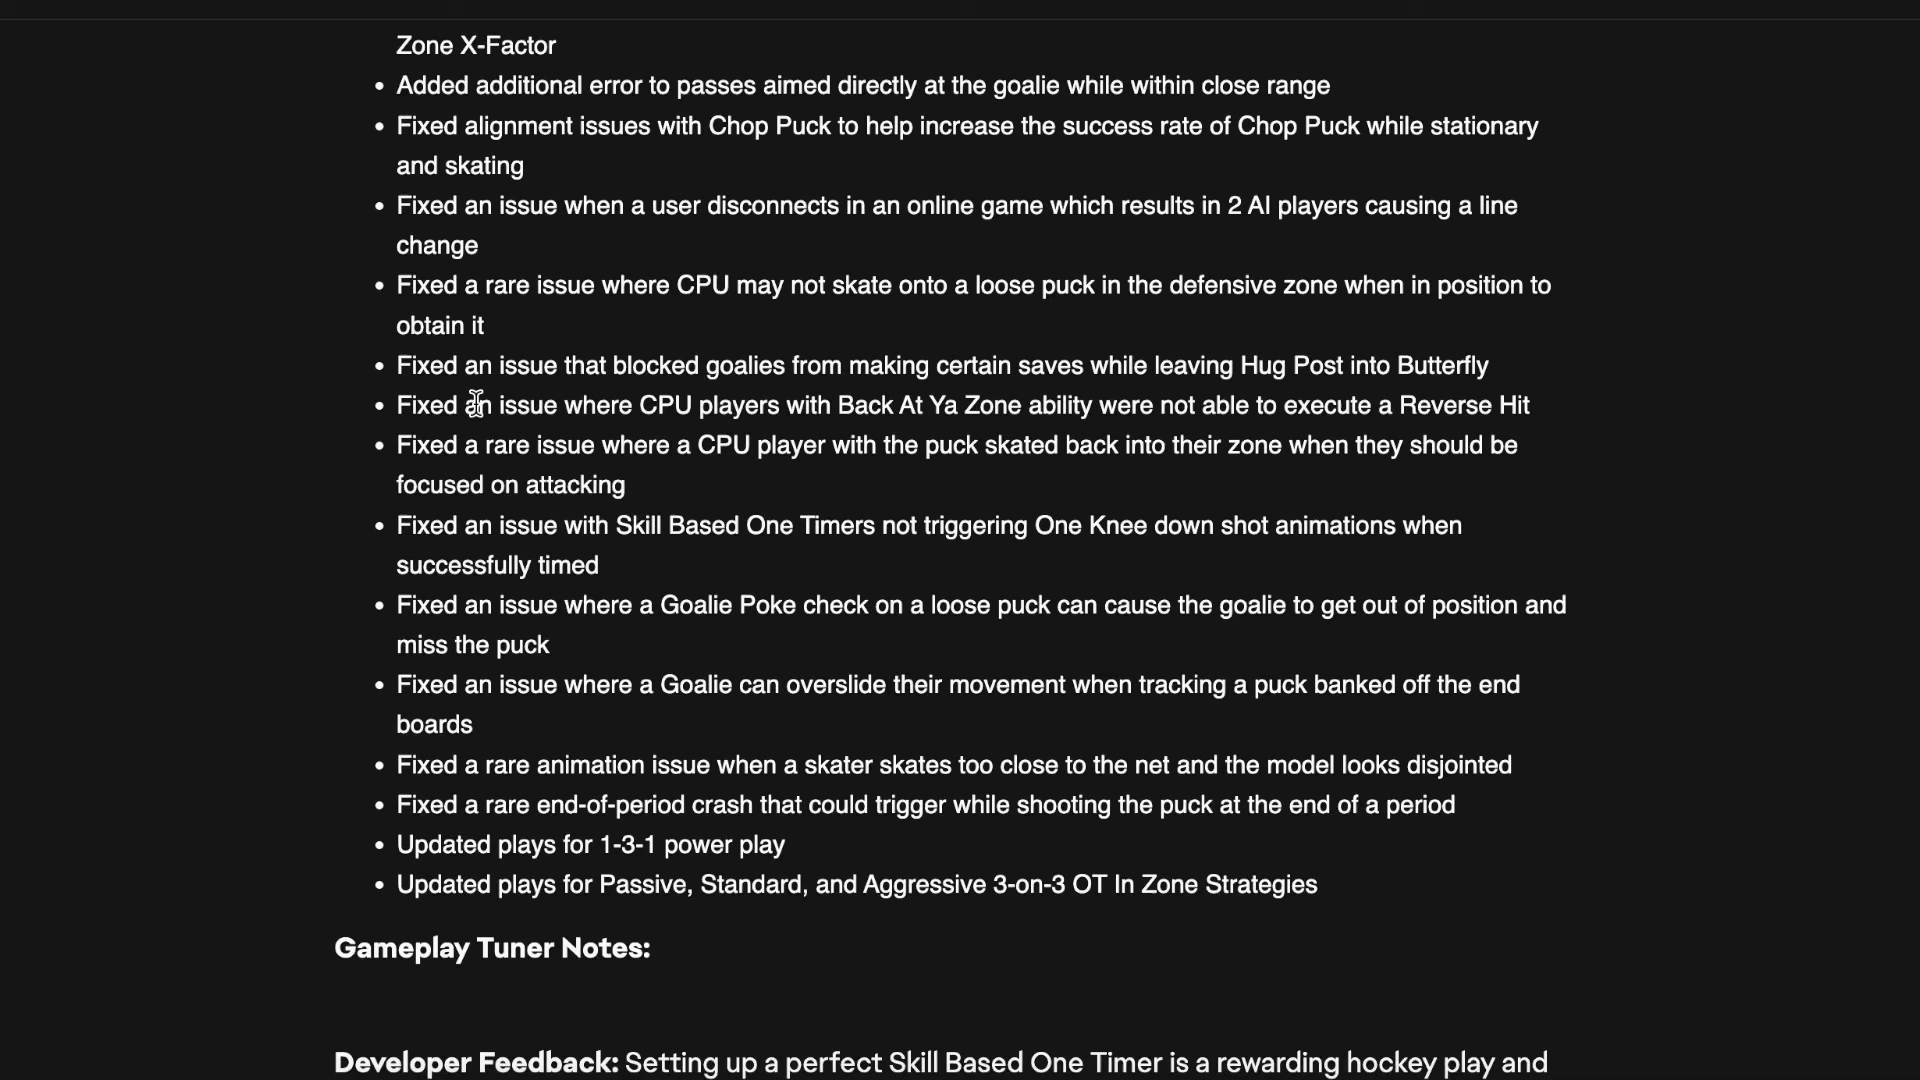 Zone X-Factor
• Added additional error to passes aimed directly at the goalie while within close range
• Fixed alignment issues with Chop Puck to help increase the success rate of Chop Puck while stationary
and skating
• Fixed an issue when a user disconnects in an online game which results in 2 AI players causing a line
change
• Fixed a rare issue where CPU may not skate onto a loose puck in the defensive zone when in position to
obtain it
• Fixed an issue that blocked goalies from making certain saves while leaving Hug Post into Butterfly
• Fixed an issue where CPU players with Back At Ya Zone ability were not able to execute a Reverse Hit
• Fixed a rare issue where a CPU player with the puck skated back into their zone when they should be
focused on attacking
• Fixed an issue with Skill Based One Timers not triggering One Knee down shot animations when
successfully timed
• Fixed an issue where a Goalie Poke check on a loose puck can cause the goalie to get out of position and
miss the puck
• Fixed an issue where a Goalie can overslide their movement when tracking a puck banked off the end
boards
• Fixed a rare animation issue when a skater skates too close to the net and the model looks disjointed
• Fixed a rare end-of-period crash that could trigger while shooting the puck at the end of a period
• Updated plays for 1-3-1 power play
• Updated plays for Passive, Standard, and Aggressive 3-on-3 OT In Zone Strategies
Gameplay Tuner Notes:
Developer Feedback: Setting up a perfect Skill Based One Timer is a rewarding hockey play and